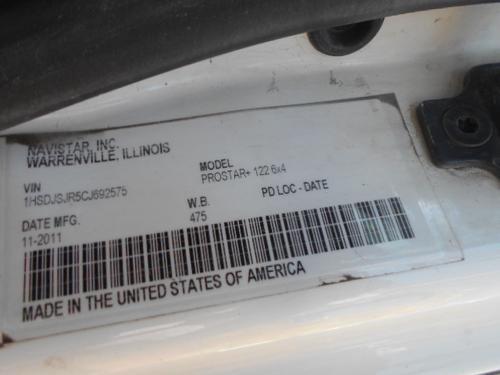 NAVISTAR, INC.
WARRENVILLE, ILLINOIS
VIN
1HSDJSJR5CJ692575
MODEL
PROSTAR+ 122 6x4
DATE MFG.
11-2011
W.B.
475
PD LOC - DATE
MADE IN THE UNITED STATES OF AMERICA